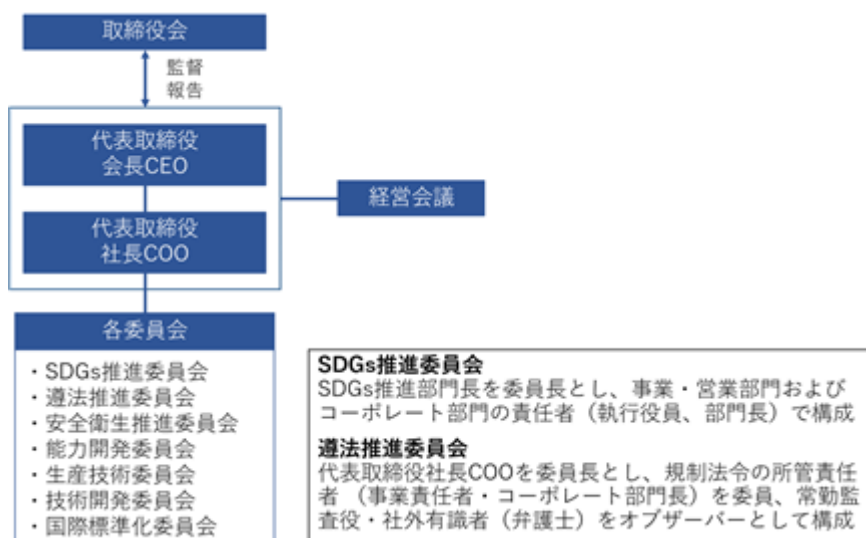 取締役会
監督
報告
代表取締役
会長CEO
経営会議
代表取締役
社長COO
各委員会
・SDGs推進委員会
・遵法推進委員会
・安全衛生推進委員会
・能力開発委員会
・生産技術委員会
・技術開発委員会
・国際標準化委員会
SDGs推進委員会
SDGs推進部門長を委員長とし、事業・営業部門および
コーポレート部門の責任者（執行役員、部門長）で構成
遵法推進委員会
代表取締役社長COOを委員長とし、規制法令の所管責任
者 （事業責任者・コーポレート部門長）を委員、常勤監
査役・社外有識者（弁護士）をオブザーバーとして構成